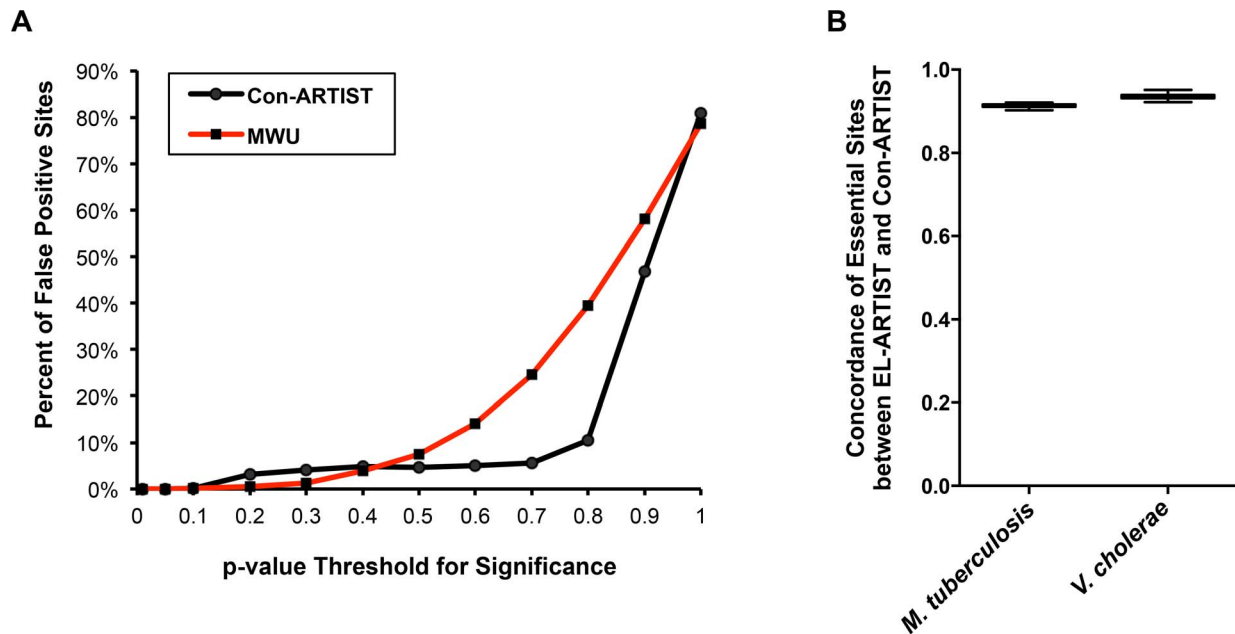 A
Percent of False Positive Sites
90%
80%
70%
60%
50%
40%
30%
20%
10%
0%
Con-ARTIST
MWU
0 0.1 0.2 0.3 0.4 0.5 0.6 0.7 0.8 0.9 1
p-value Threshold for Significance
B
Concordance of Essential Sites
between EL-ARTIST and Con-ARTIST
1.0
0.8
0.6
0.4
0.2
0.0
M. tuberculosis
V. cholerae